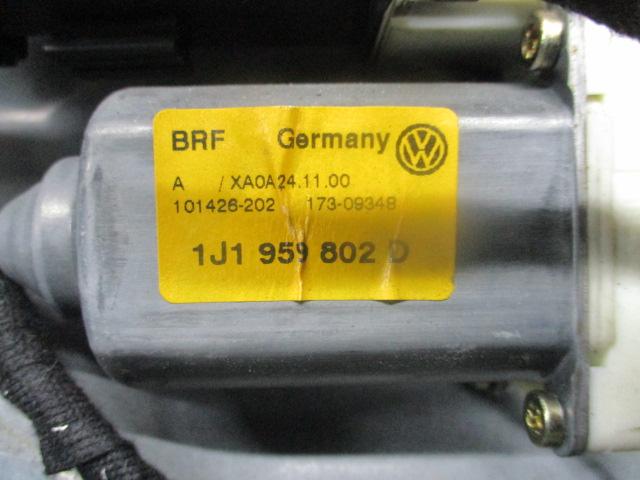 BRF Germany
A / XA0A24.11.00
101426-202 173-09348
1J1 959 802 D